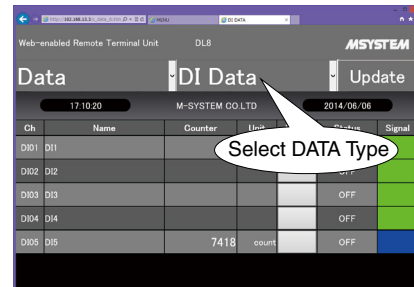 DI DATA
Web-enabled Remote Terminal Unit DL8 MSYSTEM
Data DI Data Update
17:10:20 M-SYSTEM CO.LTD 2014/06/06
Ch Name Counter Unit Status Signal
Select DATA Type
DI01 DI1
DI02 DI2 OFF
DI03 DI3 OFF
DI04 DI4 OFF
DI05 DI5 7418 count OFF